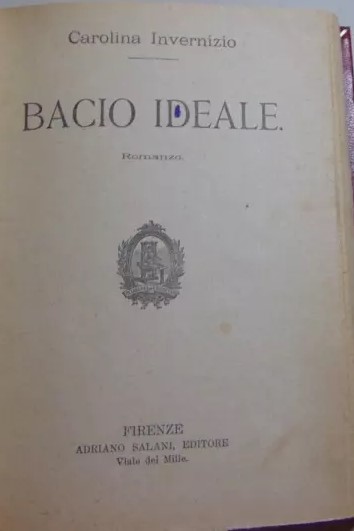 Carolina Invernizio
BACIO IDEALE.
Romanzo.
FIRENZE
ADRIANO SALANI, EDITORE
Viale dei Mille.